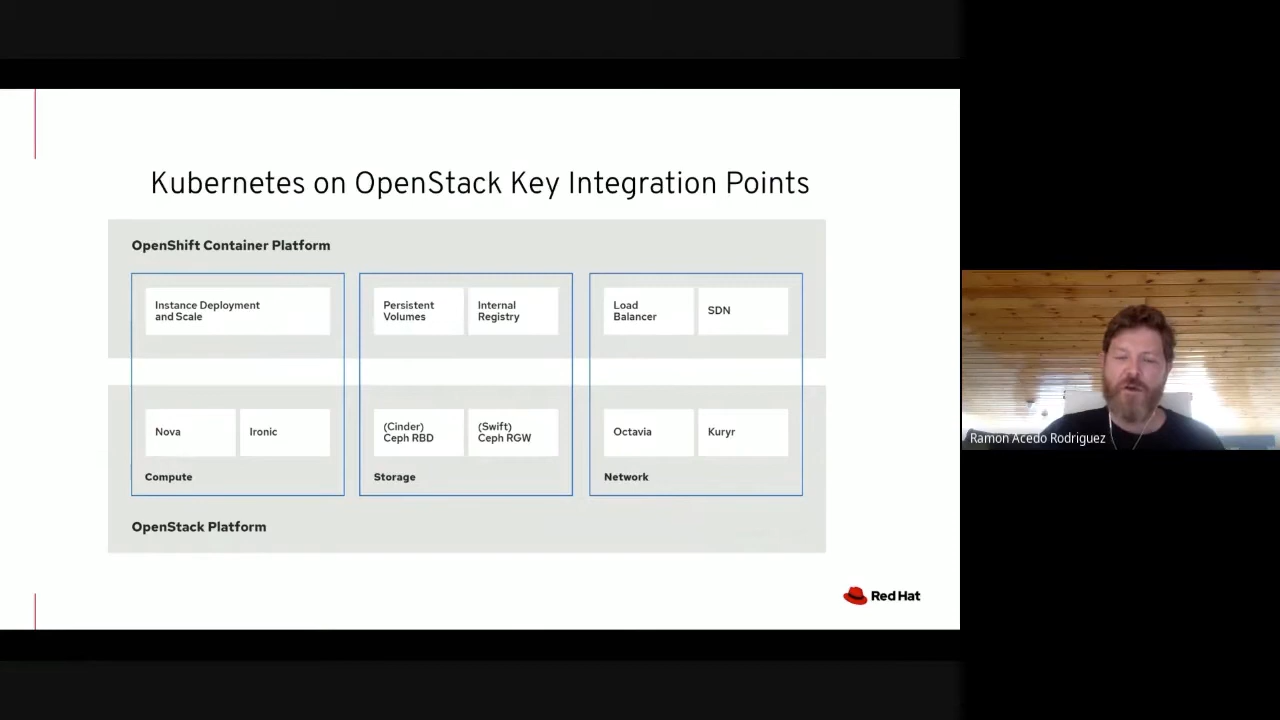 Kubernetes on OpenStack Key Integration Points
OpenShift Container Platform
Instance Deployment
and Scale
Persistent
Volumes
Internal
Registry
Load
Balancer
SDN
Nova
Ironic
(Cinder)
Ceph RBD
(Swift)
Ceph RGW
Octavia
Kuryr
Compute
Storage
Network
OpenStack Platform
Red Hat
Ramon Acedo Rodriguez